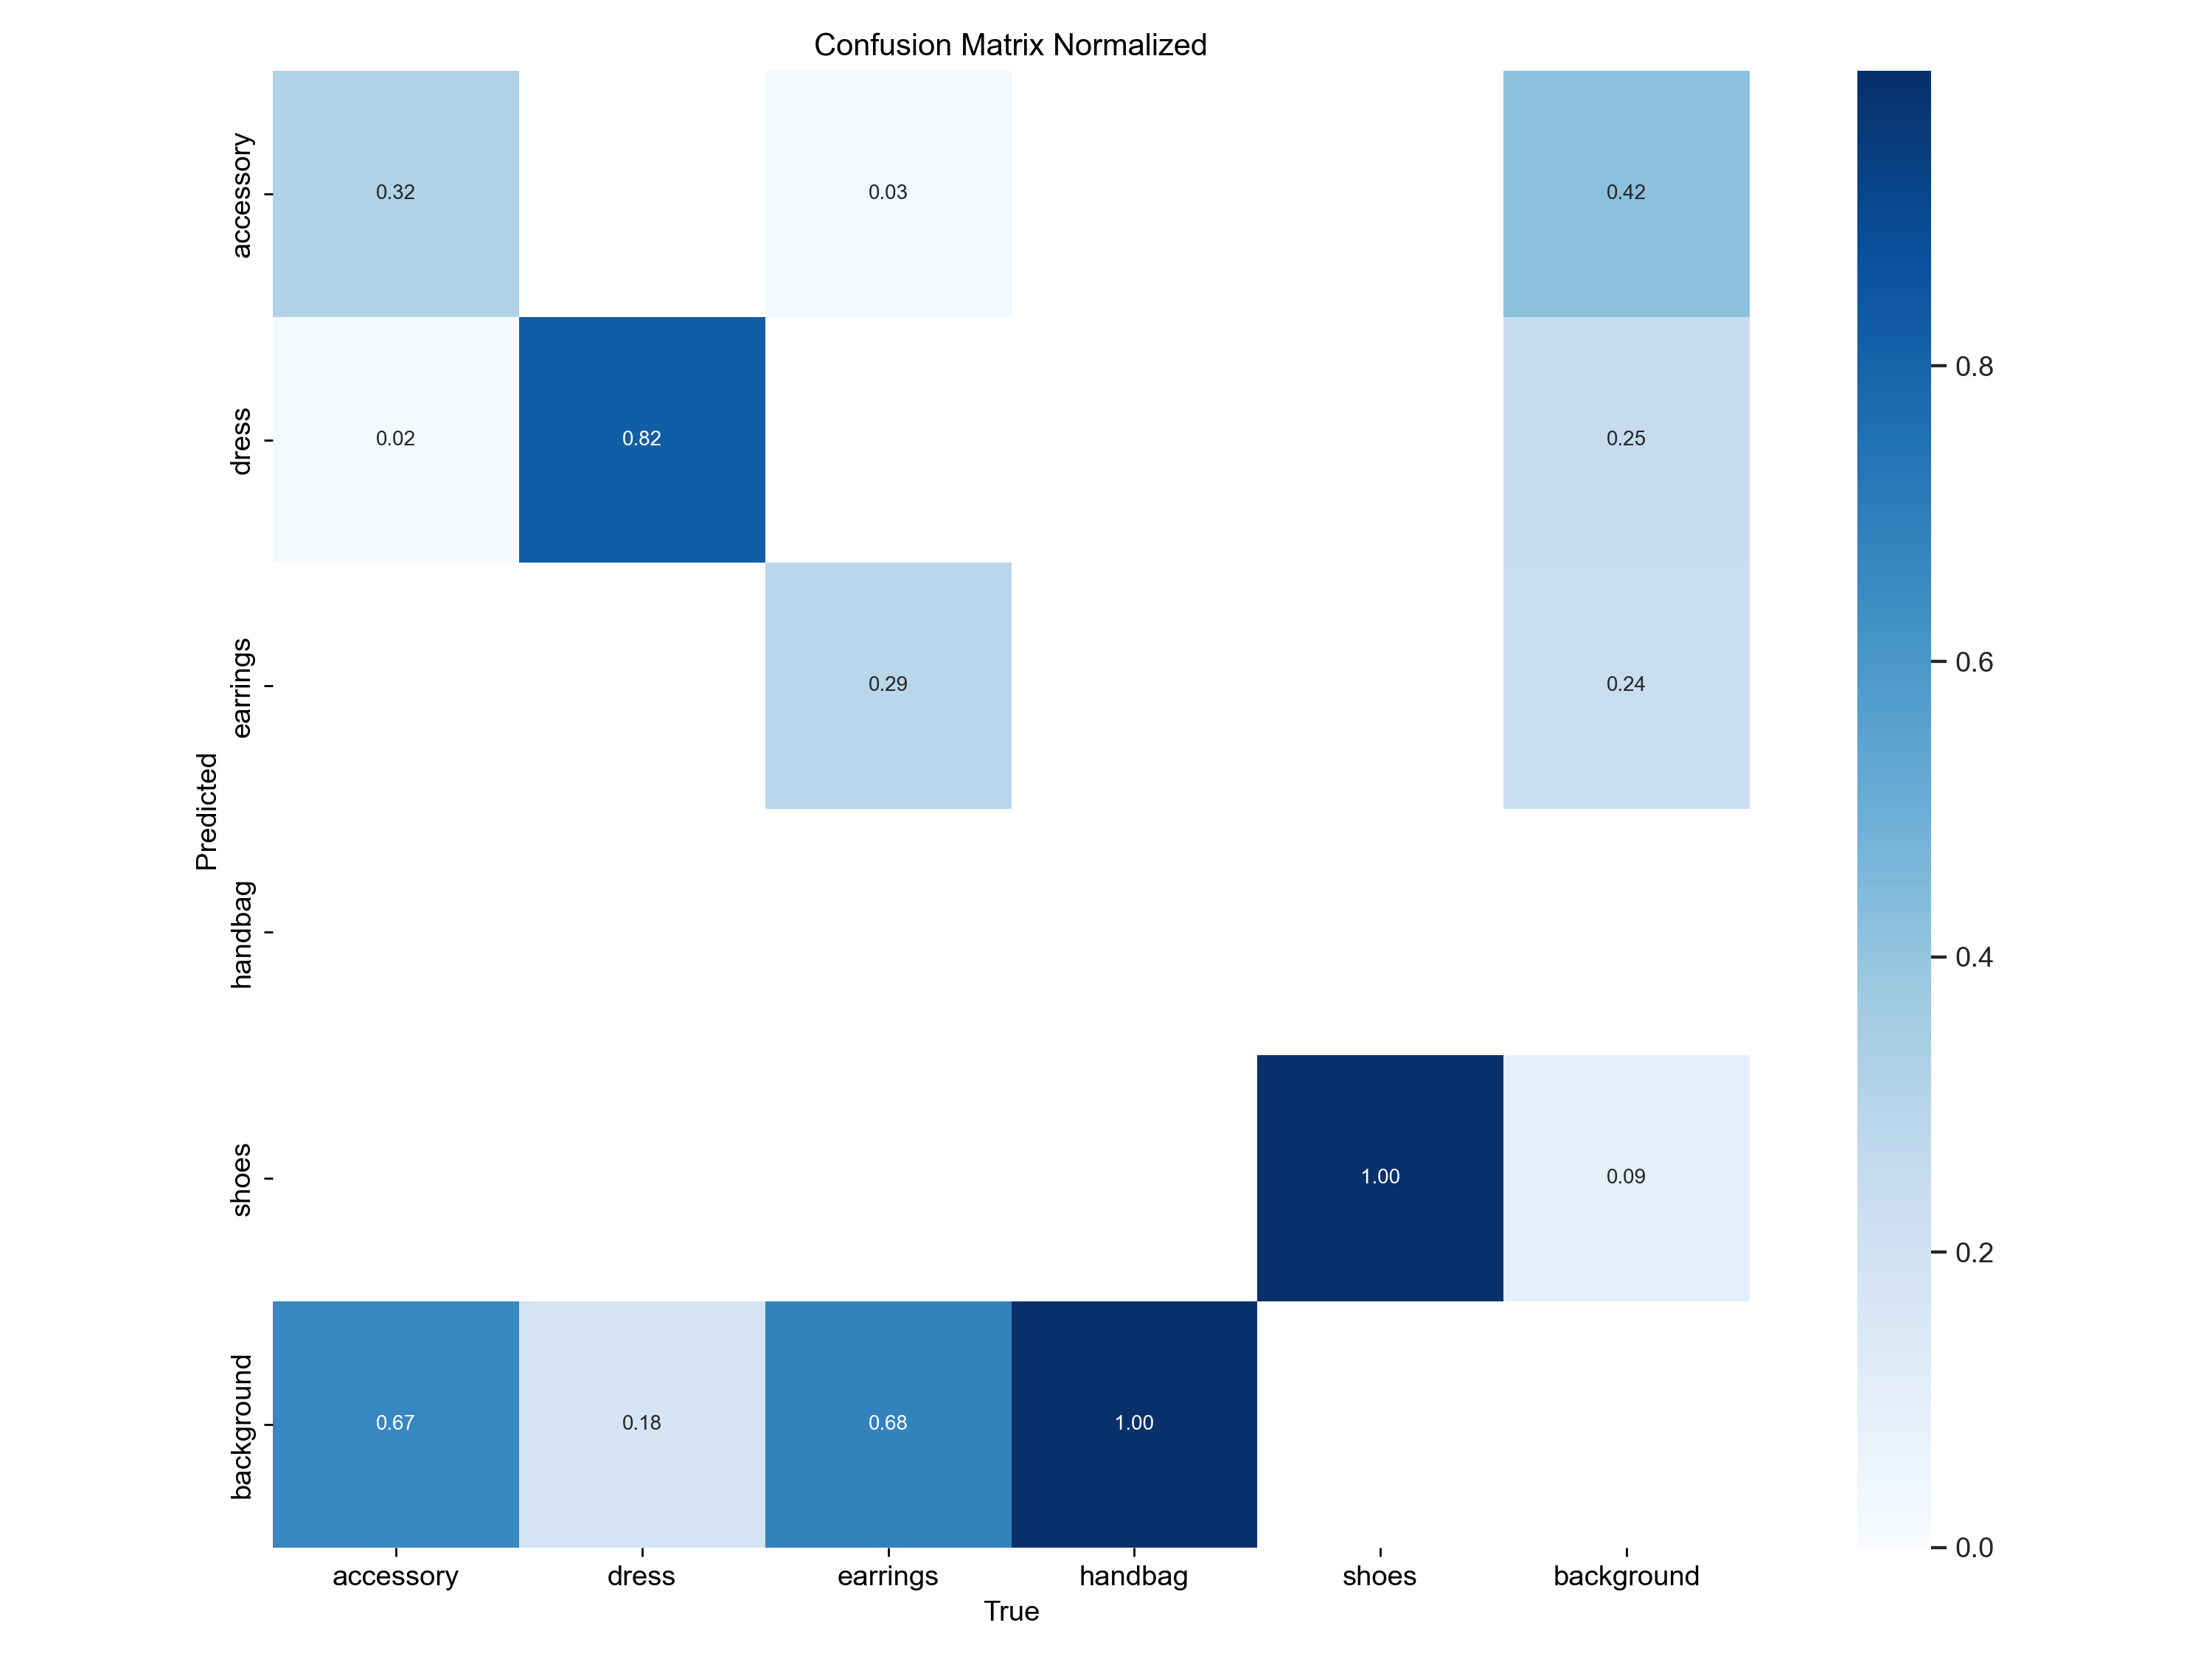 Confusion Matrix Normalized
accessory
0.32
0.03
0.42
dress
0.02
0.82
0.25
0.8
earrings
0.29
0.24
0.6
Predicted
handbag
0.4
shoes
1.00
0.09
0.2
background
0.67
0.18
0.68
1.00
0.0
accessory
dress
earrings
handbag
shoes
background
True